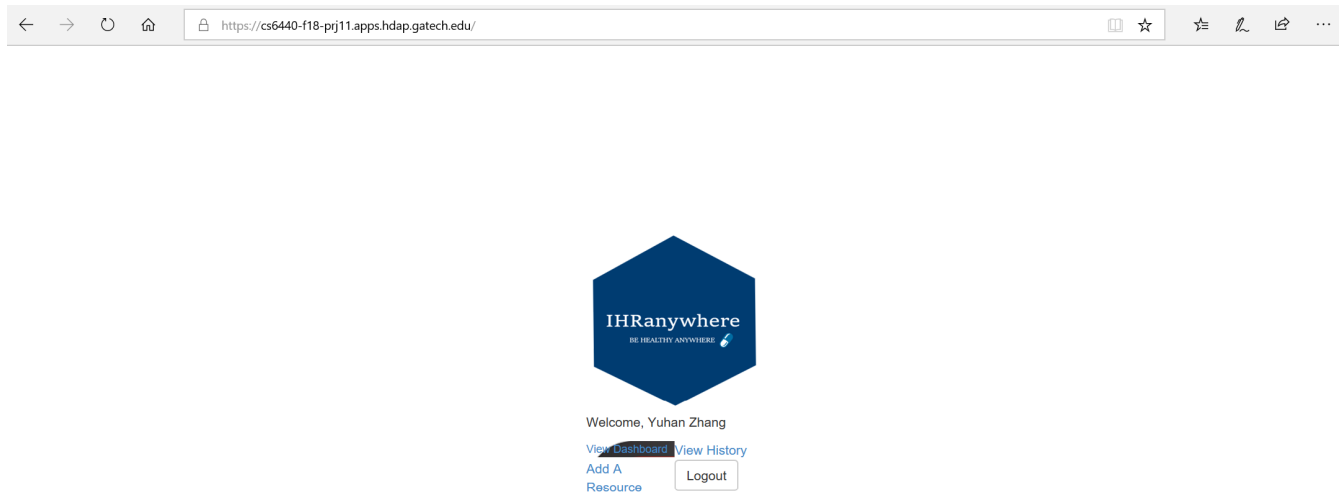 https://cs6440-f18-prj11.apps.hdap.gatech.edu/
IHRanywhere
BE HEALTHY ANYWHERE
Welcome, Yuhan Zhang
View Dashboard View History
Add A
Resource
Logout